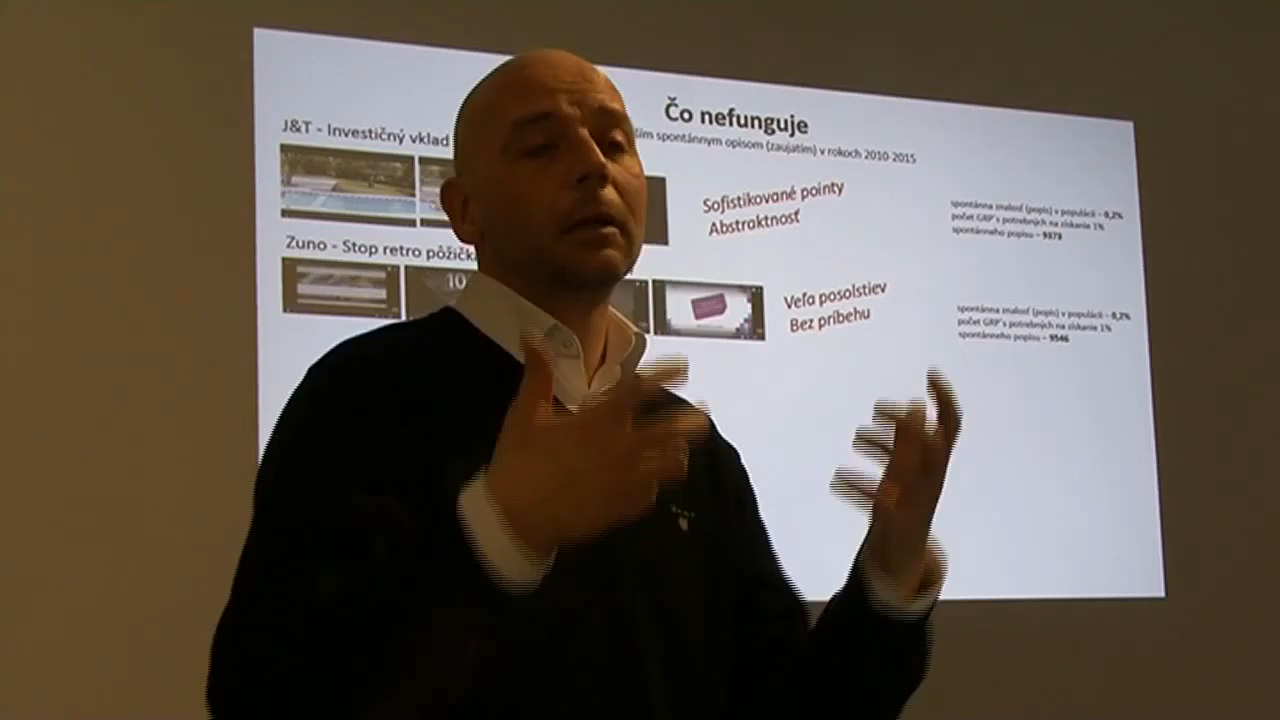 Čo nefunguje
spontánnym opisom (zaujatím) v rokoch 2010-2015
J&T - Investičný vklad
Sofistikované pointy
Abstraktnosť
spontánna znalosť (popis) v populácii – 0,2%
počet GRP´s potrebných na získanie 1%
spontánneho popisu – 9373
Zuno - Stop retro
10
Veľa posolstiev
Bez príbehu
spontánna znalosť (popis) v populácii – 0,2%
počet GRP´s potrebných na získanie 1%
spontánneho popisu – 9546